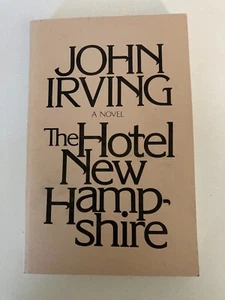 JOHN
IRVING
A NOVEL
The Hotel
New
Hamp-
shire